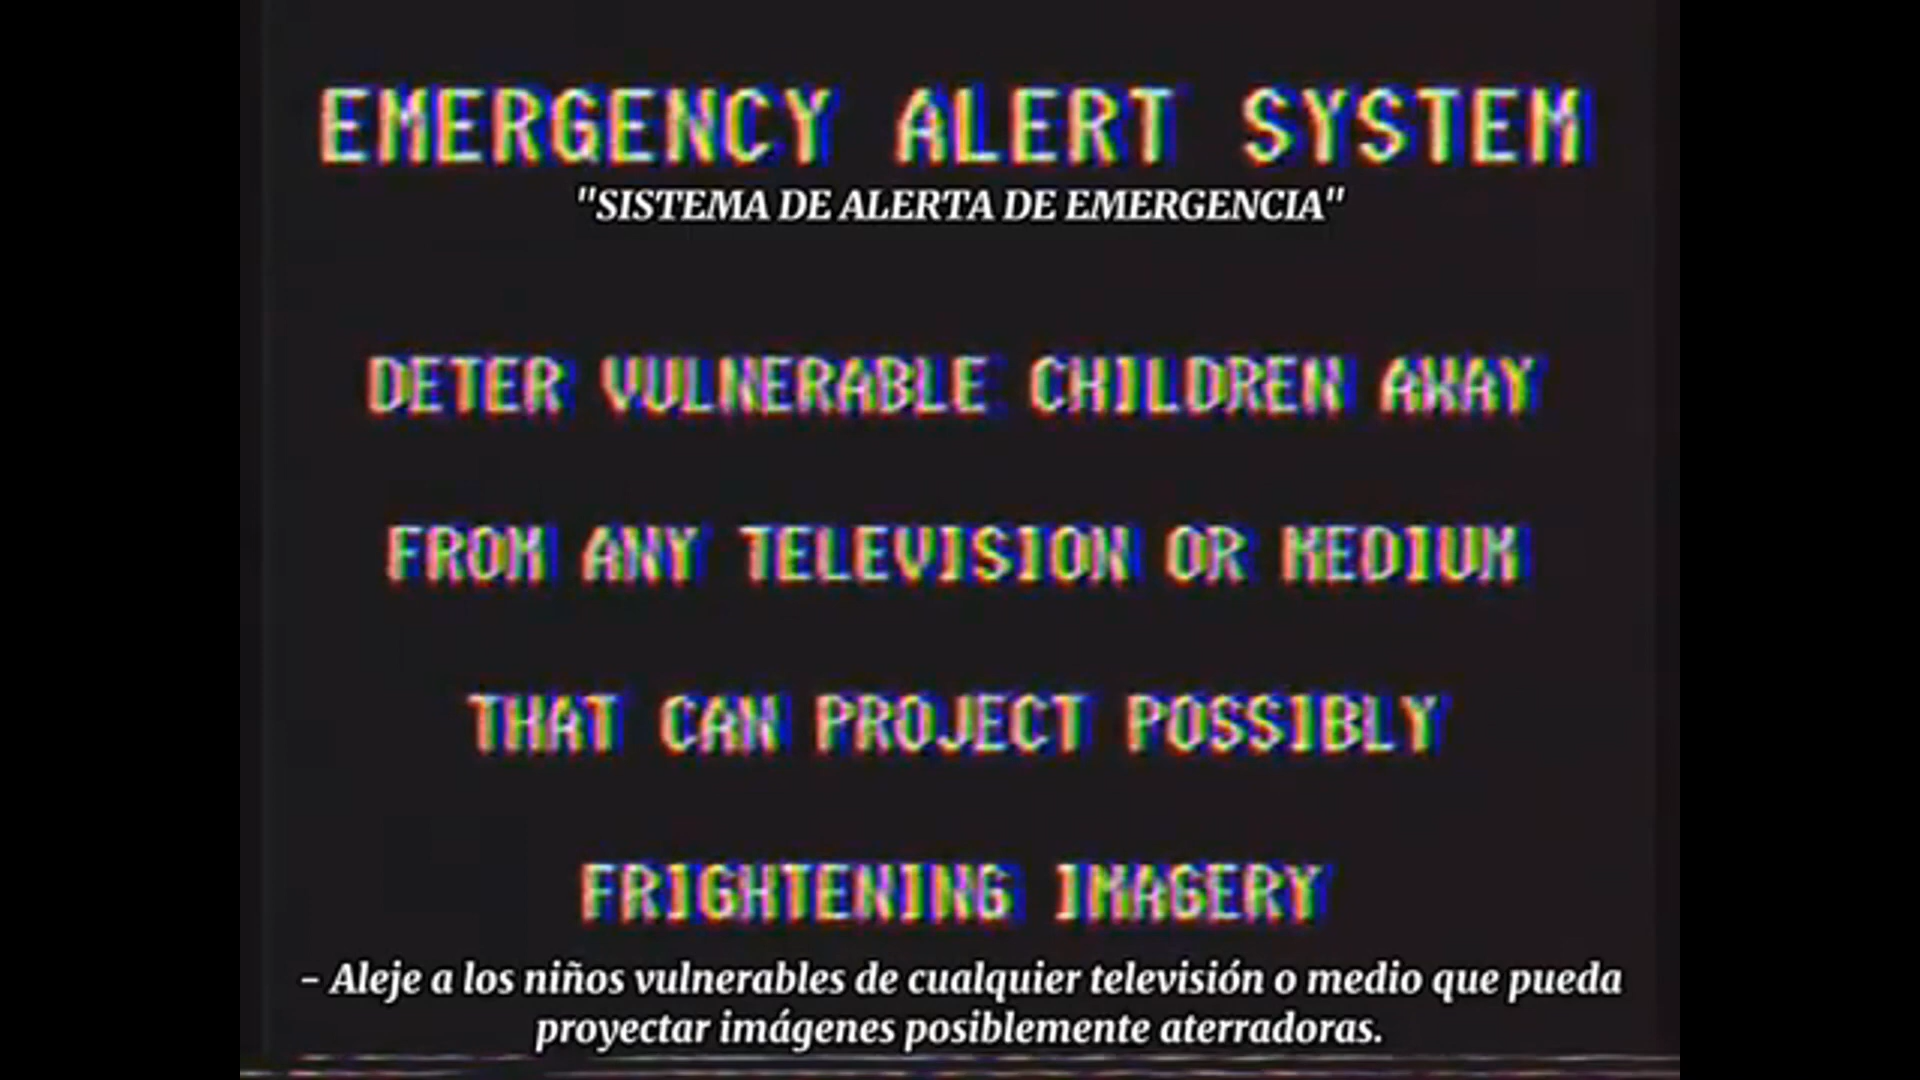 EMERGENCY ALERT SYSTEM
"SISTEMA DE ALERTA DE EMERGENCIA"
DETER VULNERABLE CHILDREN AWAY
FROM ANY TELEVISION OR MEDIUM
THAT CAN PROJECT POSSIBLY
FRIGHTENING IMAGERY
- Aleje a los niños vulnerables de cualquier televisión o medio que pueda
proyectar imágenes posiblemente aterradoras.